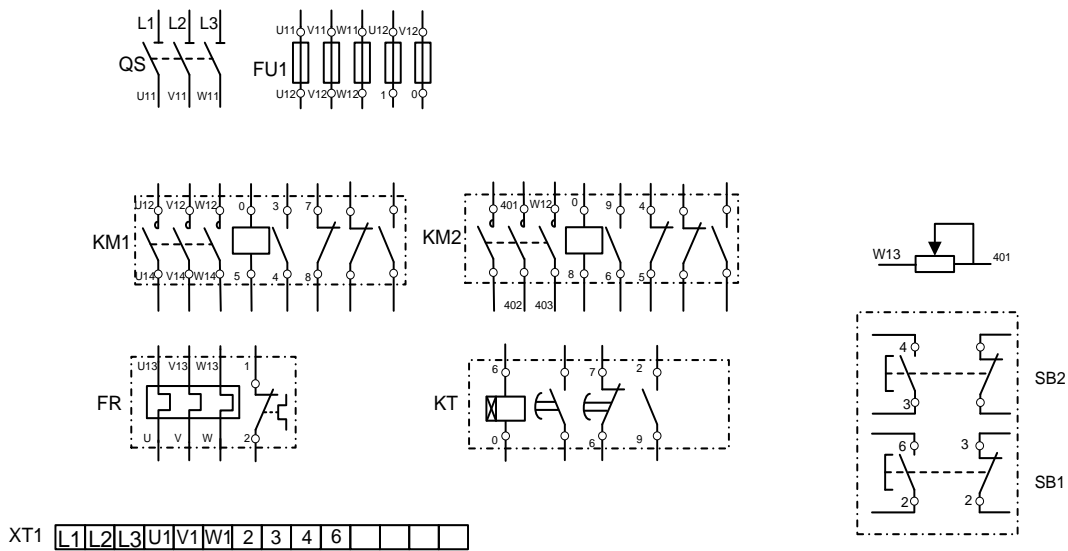 L1 L2 L3
QS
U11 V11 W11
U11 V11 W11 U12 V12
FU1
U12 V12 W12 1 0
U12 V12 W12 0 3 7
KM1
U14 V14 W14 5 4 8
401 W12 0 9 4
KM2
8 6 5
402 403
W13 401
U13 V13 W13 1
FR
U V W 2
6 7 2
KT
0 6 9
4
SB2
3
6 3
SB1
2 2
XT1 L1 L2 L3 U1 V1 W1 2 3 4 6